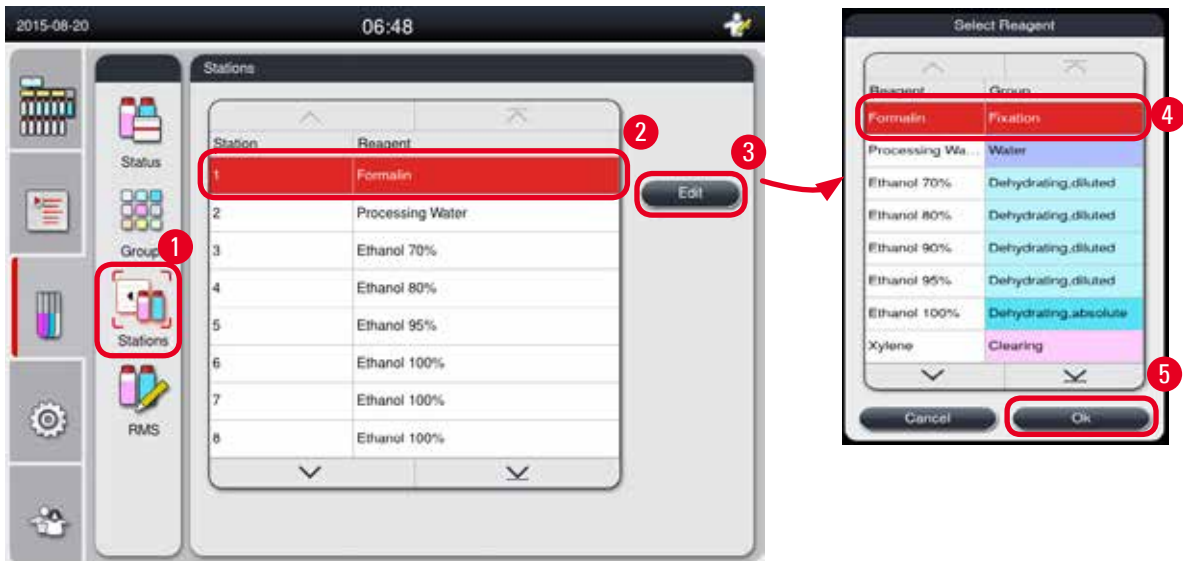 2015-08-20 06:48
Stations
Status
Group
Stations
RMS
Station Reagent
1 Formalin
2 Processing Water
3 Ethanol 70%
4 Ethanol 80%
5 Ethanol 95%
6 Ethanol 100%
7 Ethanol 100%
8 Ethanol 100%
Edit
1
2
3
Select Reagent
Reagent Group
Formalin Fixation
Processing Wa... Water
Ethanol 70% Dehydrating,diluted
Ethanol 80% Dehydrating,diluted
Ethanol 90% Dehydrating,diluted
Ethanol 95% Dehydrating,diluted
Ethanol 100% Dehydrating,absolute
Xylene Clearing
Cancel Ok
4
5